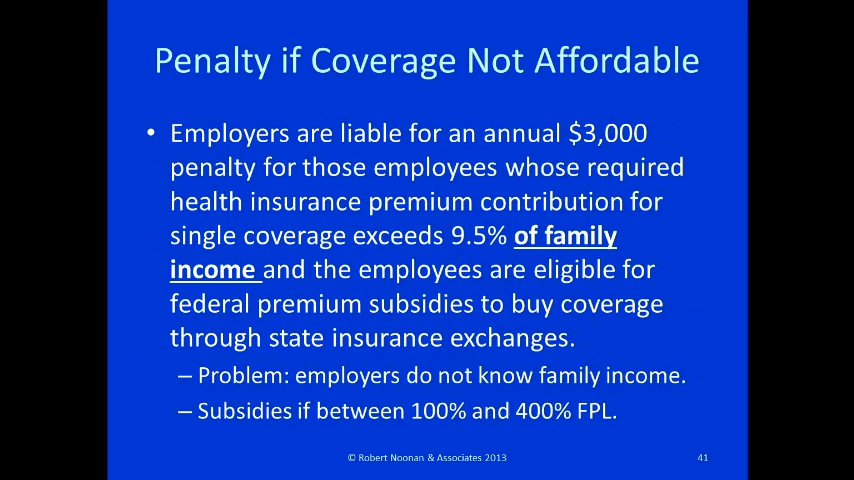 Penalty if Coverage Not Affordable
• Employers are liable for an annual $3,000
penalty for those employees whose required
health insurance premium contribution for
single coverage exceeds 9.5% of family
income and the employees are eligible for
federal premium subsidies to buy coverage
through state insurance exchanges.
– Problem: employers do not know family income.
– Subsidies if between 100% and 400% FPL.
© Robert Noonan & Associates 2013
41